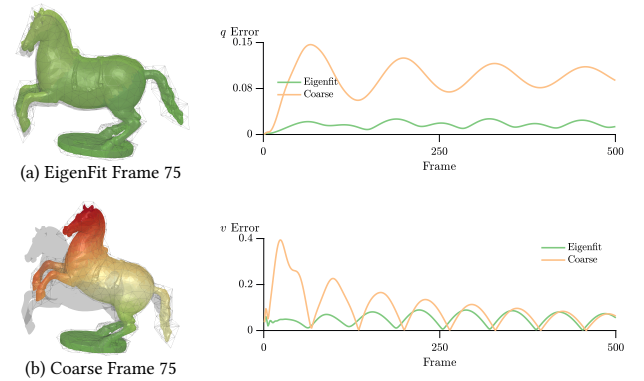 q Error
0.15
0.08
0
Eigenfit
Coarse
0
250
500
Frame
(a) EigenFit Frame 75
v Error
0.4
0.2
0
Eigenfit
Coarse
0
250
500
Frame
(b) Coarse Frame 75